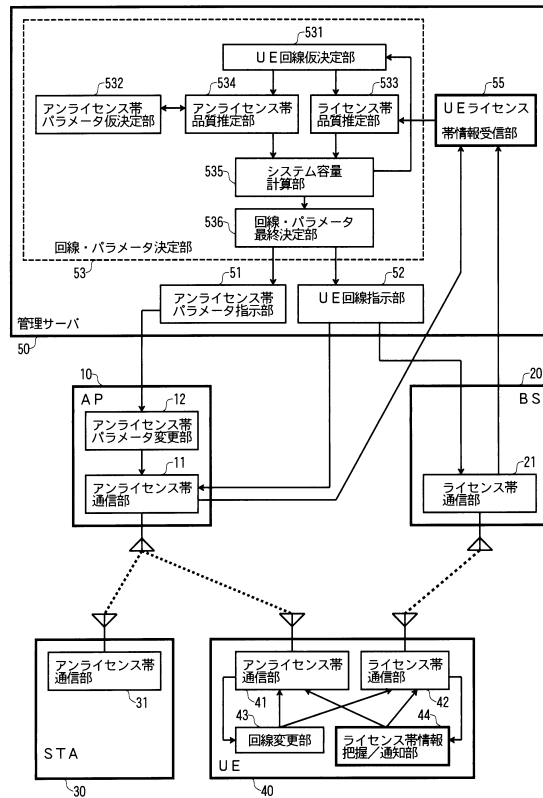 531
UE回線仮決定部
532
534
533
55
アンライセンス帯
パラメータ仮決定部
アンライセンス帯
品質推定部
ライセンス帯
品質推定部
UEライセンス
帯情報受信部
535
システム容量
計算部
536
回線・パラメータ
最終決定部
回線・パラメータ決定部
53
51
52
アンライセンス帯
パラメータ指示部
UE回線指示部
管理サーバ
50
10
20
AP
BS
12
アンライセンス帯
パラメータ変更部
11
21
アンライセンス帯
通信部
ライセンス帯
通信部
アンライセンス帯
通信部
31
アンライセンス帯
通信部
ライセンス帯
通信部
41
42
43
44
回線変更部
ライセンス帯情報
把握/通知部
STA
UE
30
40